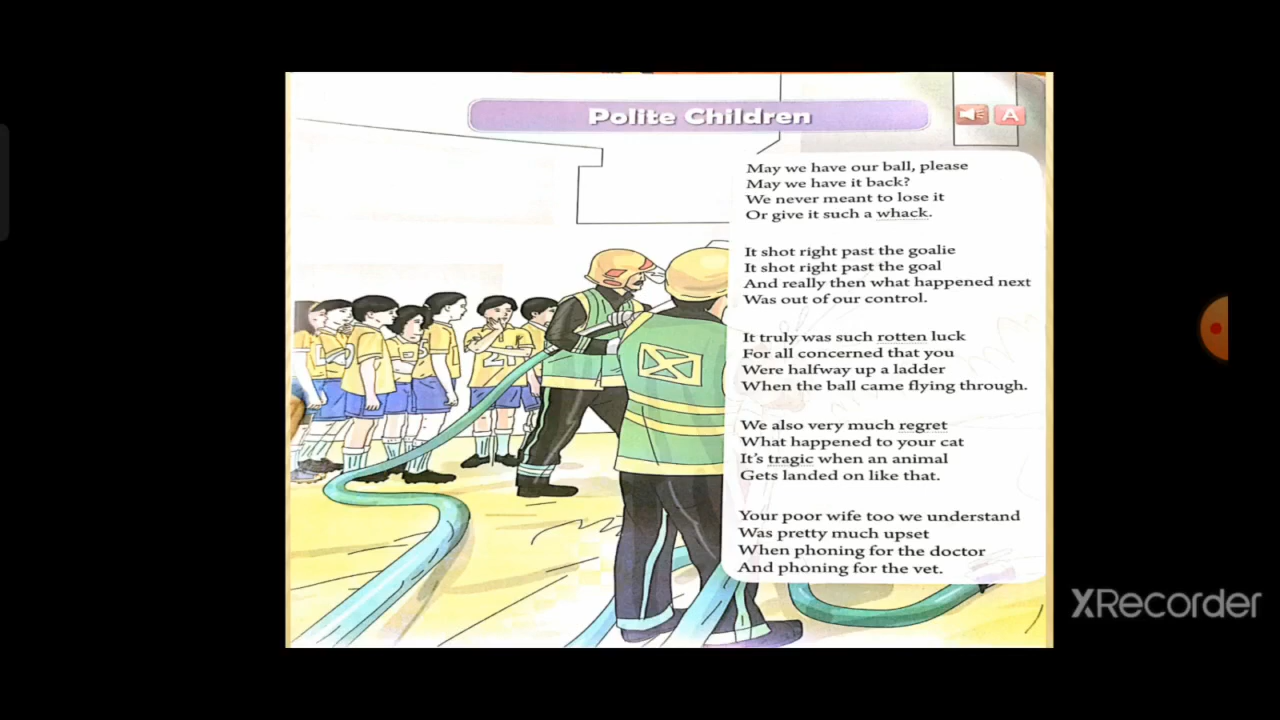 Polite Children
A
May we have our ball, please
May we have it back?
We never meant to lose it
Or give it such a whack.
It shot right past the goalie
It shot right past the goal
And really then what happened next
Was out of our control.
It truly was such rotten luck
For all concerned that you
Were halfway up a ladder
When the ball came flying through.
We also very much regret
What happened to your cat
It's tragic when an animal
Gets landed on like that.
Your poor wife too we understand
Was pretty much upset
When phoning for the doctor
And phoning for the vet.
XRecorder